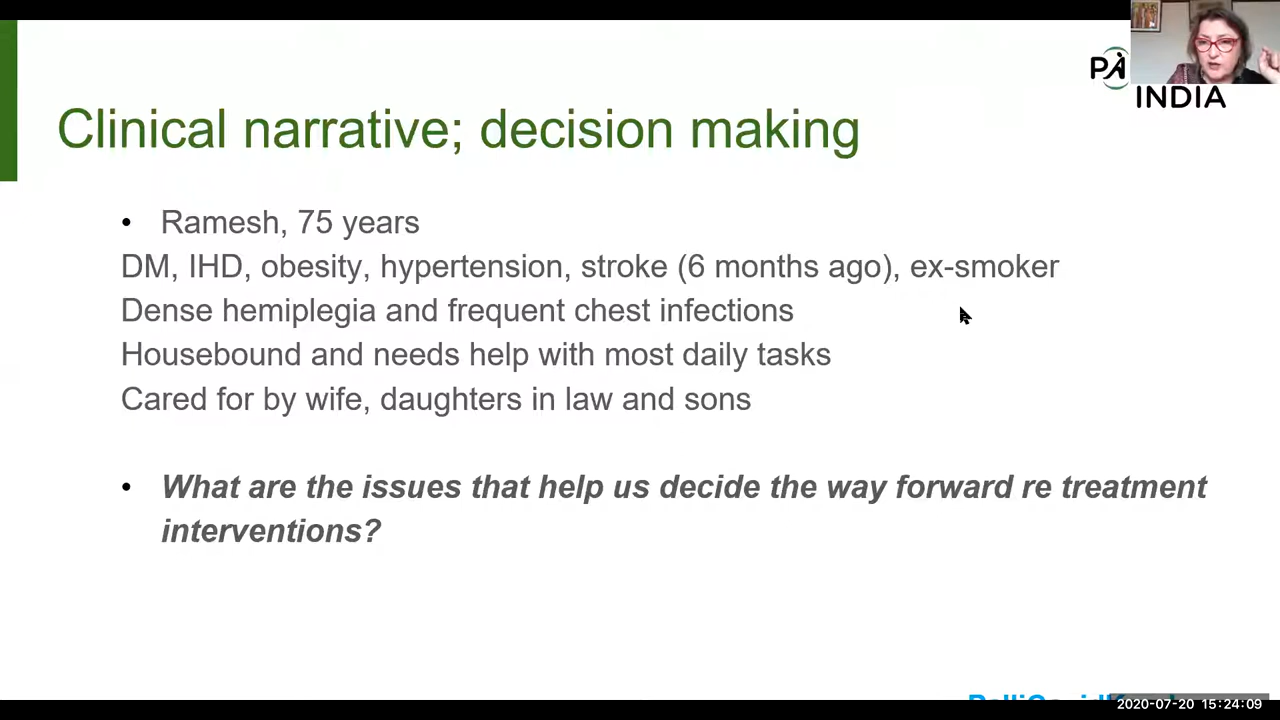 PA
INDIA
Clinical narrative; decision making
• Ramesh, 75 years
DM, IHD, obesity, hypertension, stroke (6 months ago), ex-smoker
Dense hemiplegia and frequent chest infections
Housebound and needs help with most daily tasks
Cared for by wife, daughters in law and sons
• What are the issues that help us decide the way forward re treatment
interventions?
2020-07-20 15:24:09